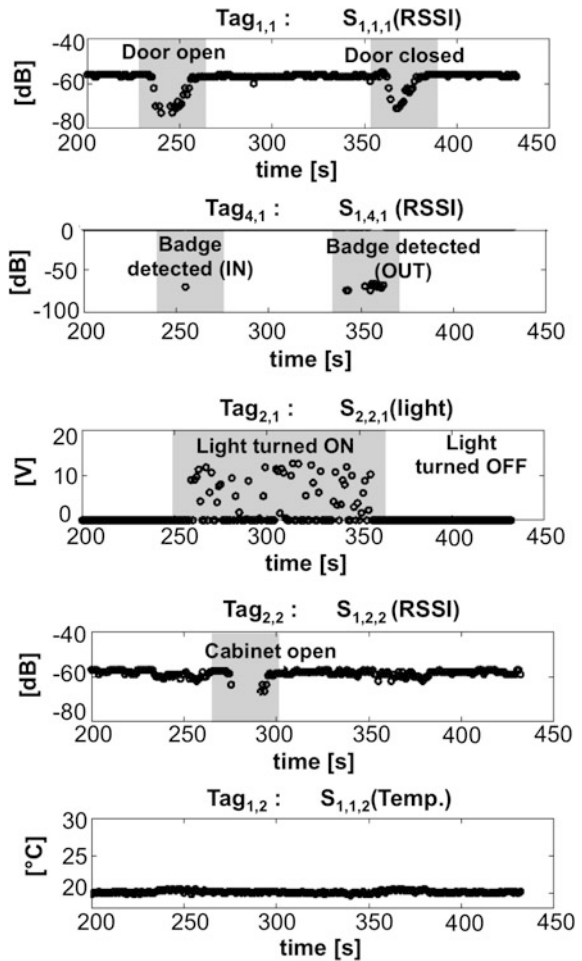 Tag1,1 : S1,1,1(RSSI)
-40
Door open Door closed
[dB]
-60
-80
200 250 300 350 400 450
time [s]
Tag4,1 : S1,4,1 (RSSI)
0
Badge detected (IN)
Badge detected (OUT)
[dB]
-50
-100
200 250 300 350 400 450
time [s]
Tag2,1 : S2,2,1(light)
20
Light turned ON
Light turned OFF
[V]
10
0
200 250 300 350 400 450
time [s]
Tag2,2 : S1,2,2 (RSSI)
-40
Cabinet open
[dB]
-60
-80
200 250 300 350 400 450
time [s]
Tag1,2 : S1,1,2(Temp.)
30
[°C]
25
20
200 250 300 350 400 450
time [s]